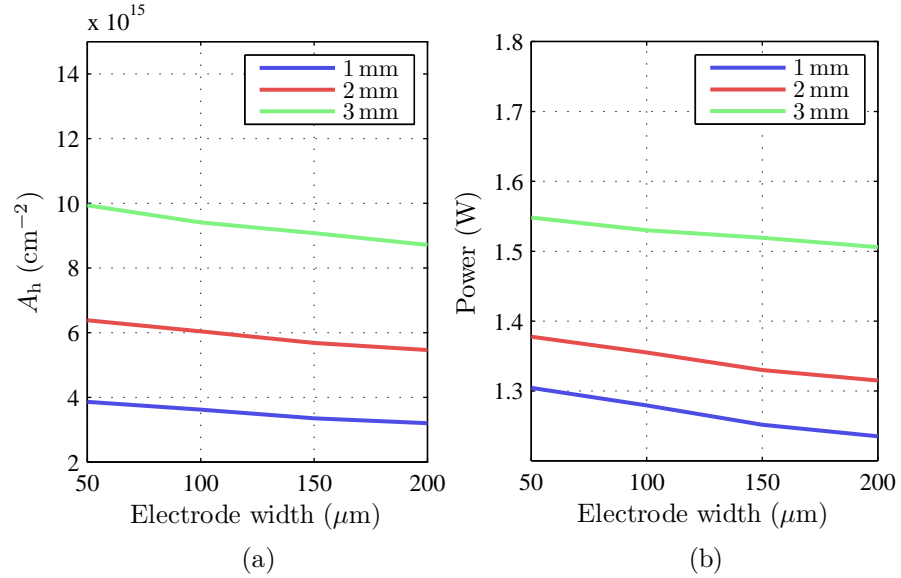 x 10¹⁵
14
12
10
8
6
4
2
50
100
150
200
A_h (cm⁻²)
Electrode width (μm)
1 mm
2 mm
3 mm
(a)
1.8
1.7
1.6
1.5
1.4
1.3
50
100
150
200
Power (W)
Electrode width (μm)
1 mm
2 mm
3 mm
(b)